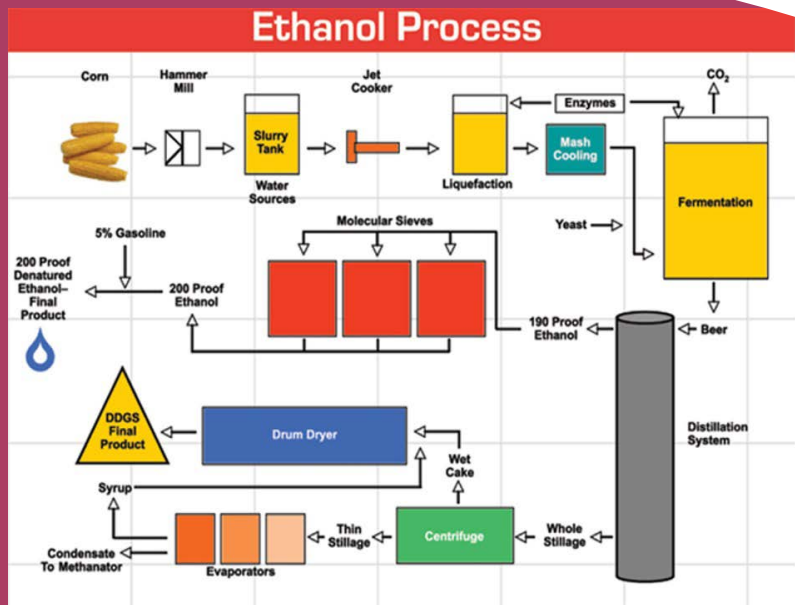 Ethanol Process
Corn
Hammer
Mill
Jet
Cooker
CO₂
Enzymes
Slurry
Tank
Water
Sources
Liquefaction
Mash
Cooling
Fermentation
Yeast
Molecular Sieves
5% Gasoline
200 Proof
Denatured
Ethanol–
Final
Product
200 Proof
Ethanol
190 Proof
Ethanol
Beer
Distillation
System
DDGS
Final
Product
Drum Dryer
Wet
Cake
Syrup
Thin
Stillage
Centrifuge
Whole
Stillage
Condensate
To Methanator
Evaporators